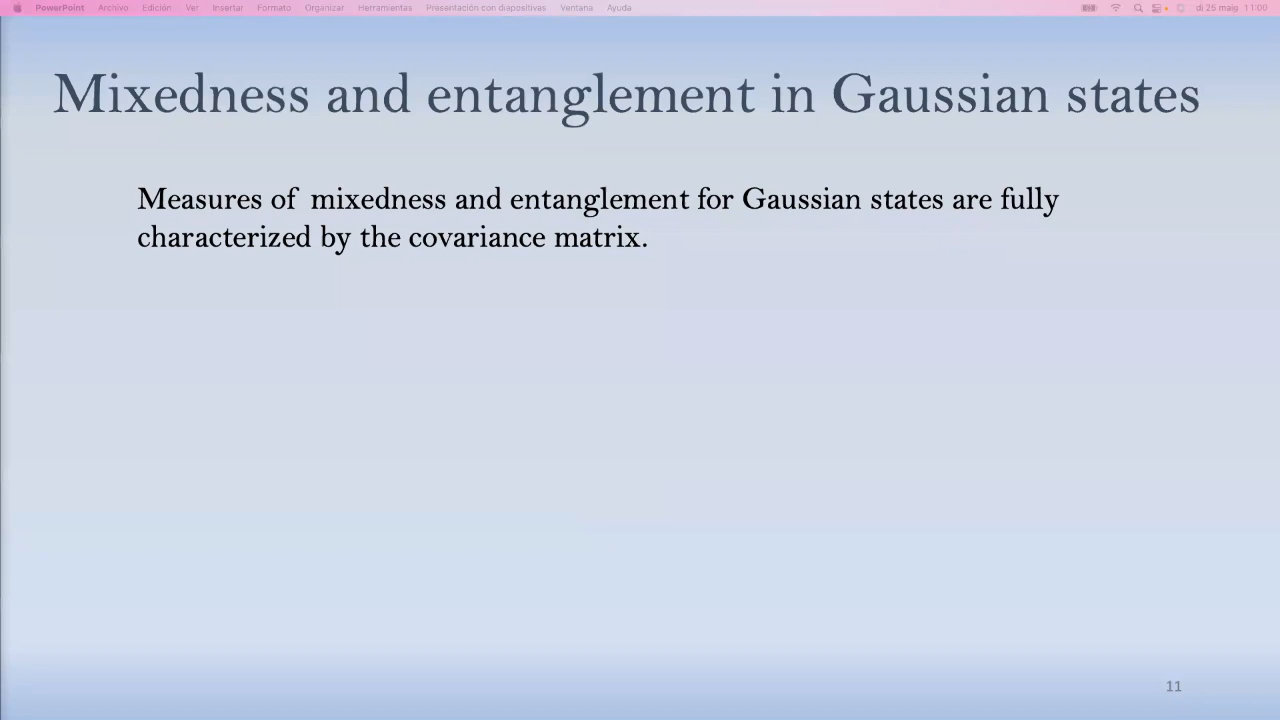 PowerPoint Archivo Edición Ver Insertar Formato Organizar Herramientas Presentación con diapositivas Ventana Ayuda di 25 maig 11:00
Mixedness and entanglement in Gaussian states
Measures of mixedness and entanglement for Gaussian states are fully
characterized by the covariance matrix.
11